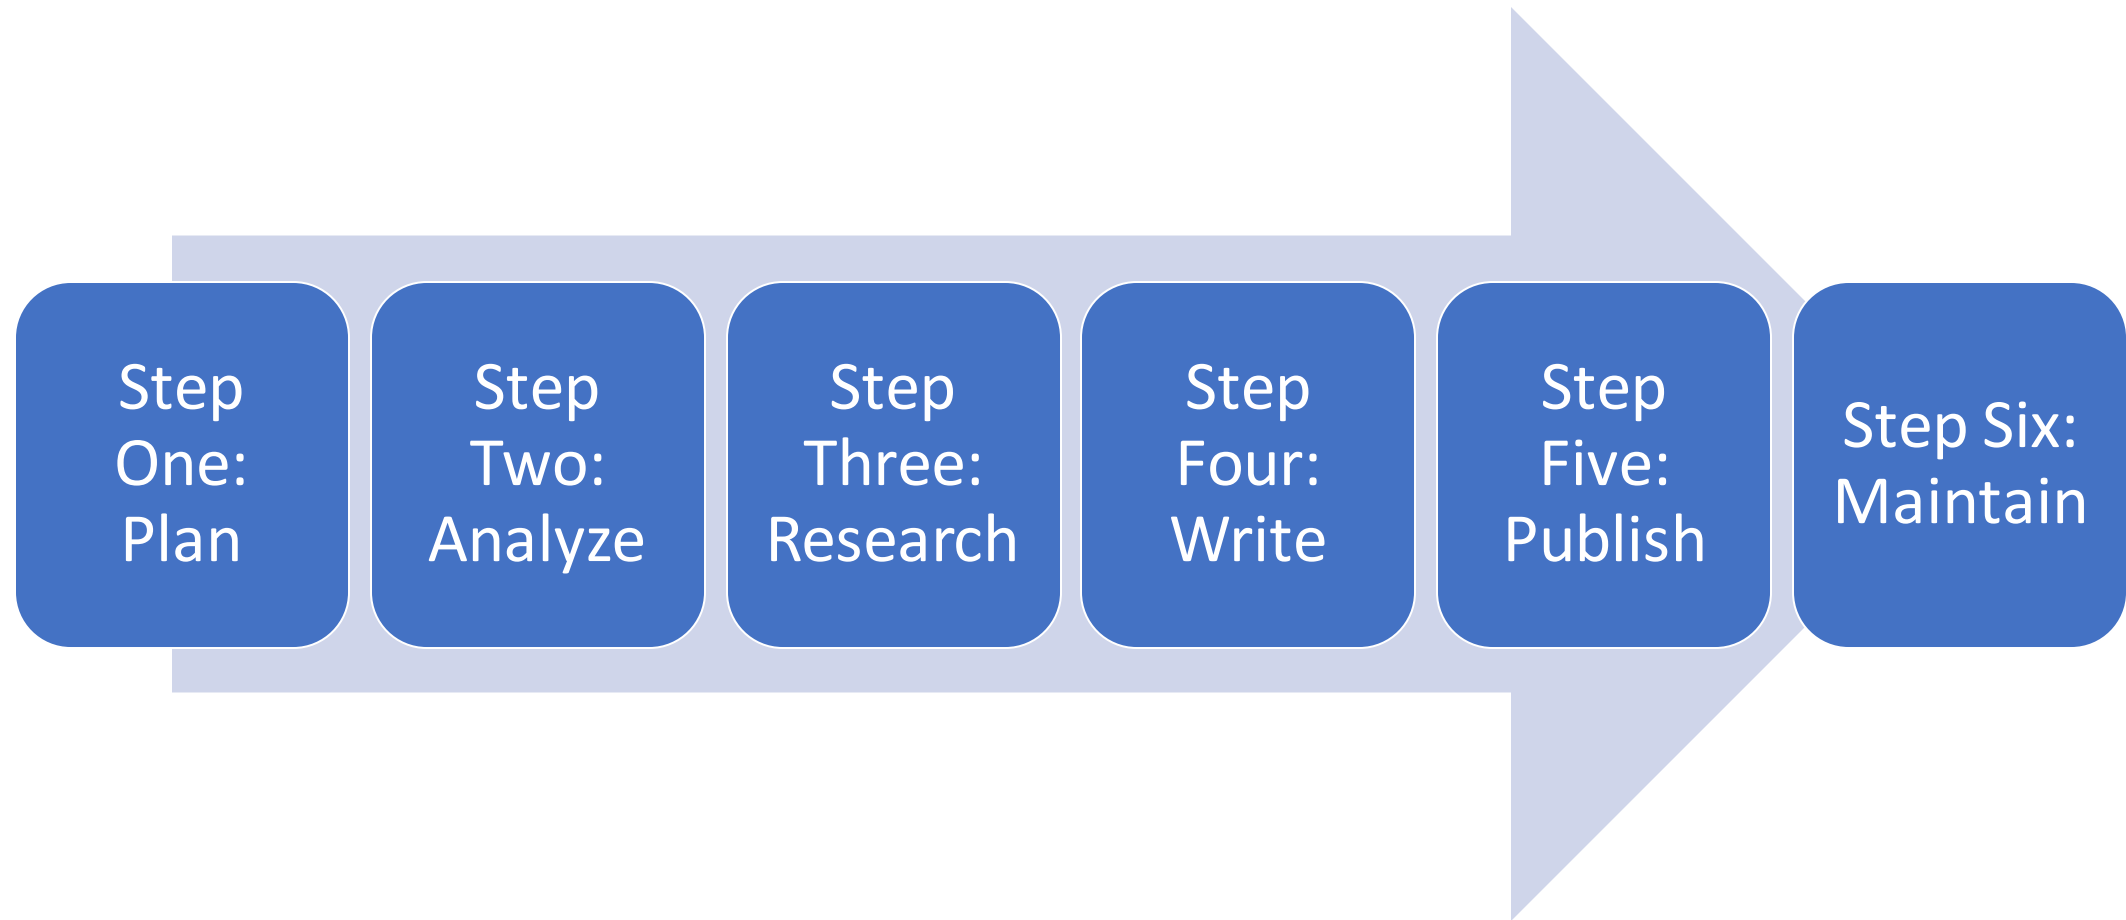 Step
One:
Plan
Step
Two:
Analyze
Step
Three:
Research
Step
Four:
Write
Step
Five:
Publish
Step Six:
Maintain